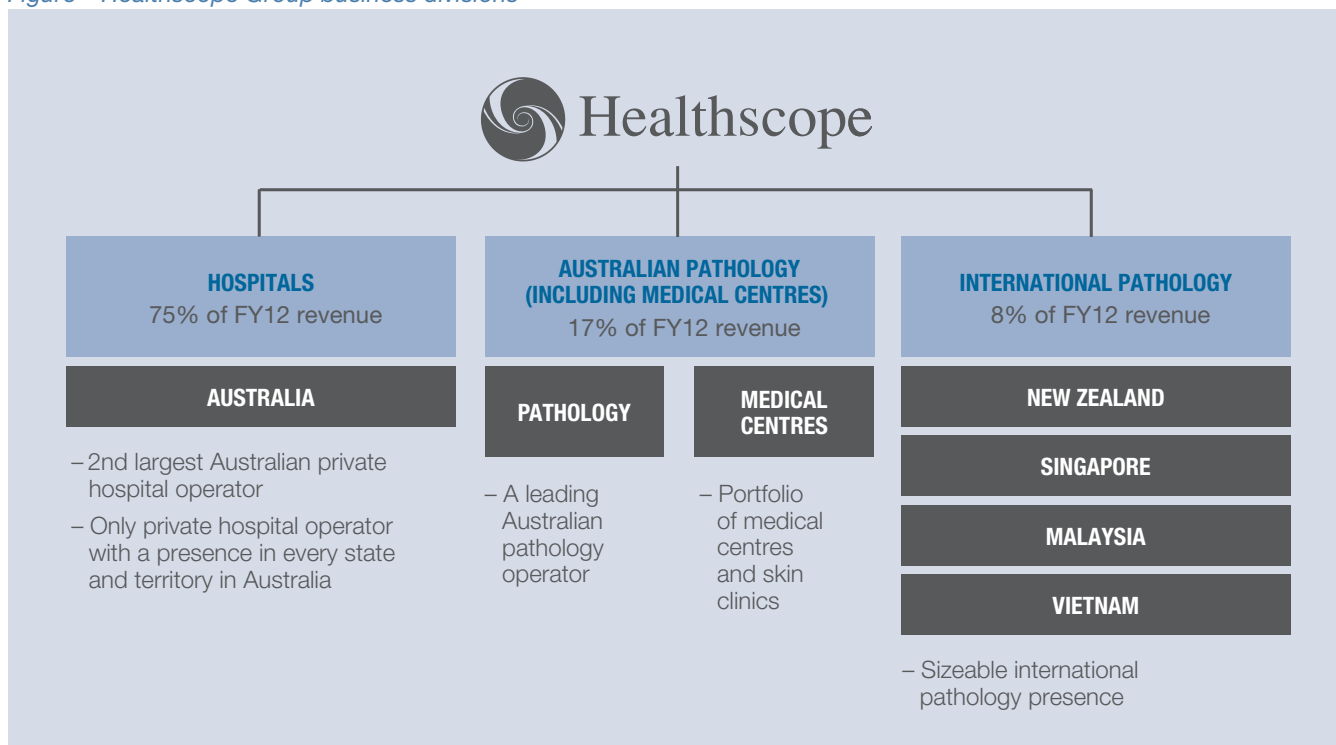 Figure – Healthscope Group business divisions
Healthscope
HOSPITALS
75% of FY12 revenue
AUSTRALIA
– 2nd largest Australian private
hospital operator
– Only private hospital operator
with a presence in every state
and territory in Australia
AUSTRALIAN PATHOLOGY
(INCLUDING MEDICAL CENTRES)
17% of FY12 revenue
PATHOLOGY
– A leading
Australian
pathology
operator
MEDICAL
CENTRES
– Portfolio
of medical
centres
and skin
clinics
INTERNATIONAL PATHOLOGY
8% of FY12 revenue
NEW ZEALAND
SINGAPORE
MALAYSIA
VIETNAM
– Sizeable international
pathology presence